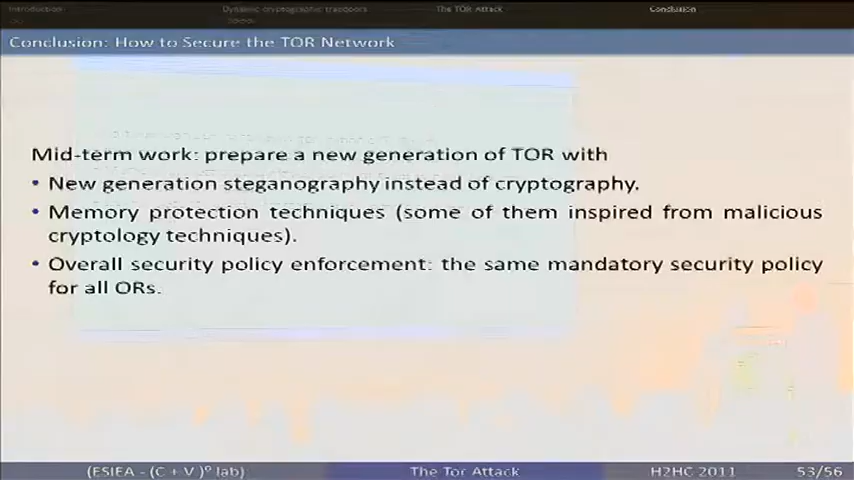 Introduction Dynamic cryptographic trapdoors The TOR Attack Conclusion
Conclusion: How to Secure the TOR Network
Mid-term work: prepare a new generation of TOR with
• New generation steganography instead of cryptography.
• Memory protection techniques (some of them inspired from malicious
cryptology techniques).
• Overall security policy enforcement: the same mandatory security policy
for all ORs.
(ESIEA - (C + V)º lab) The Tor Attack H2HC 2011 53/56